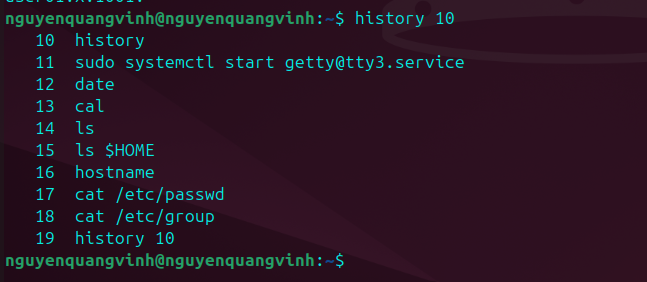 nguyenquangvinh@nguyenquangvinh:~$ history 10
10 history
11 sudo systemctl start getty@tty3.service
12 date
13 cal
14 ls
15 ls $HOME
16 hostname
17 cat /etc/passwd
18 cat /etc/group
19 history 10
nguyenquangvinh@nguyenquangvinh:~$